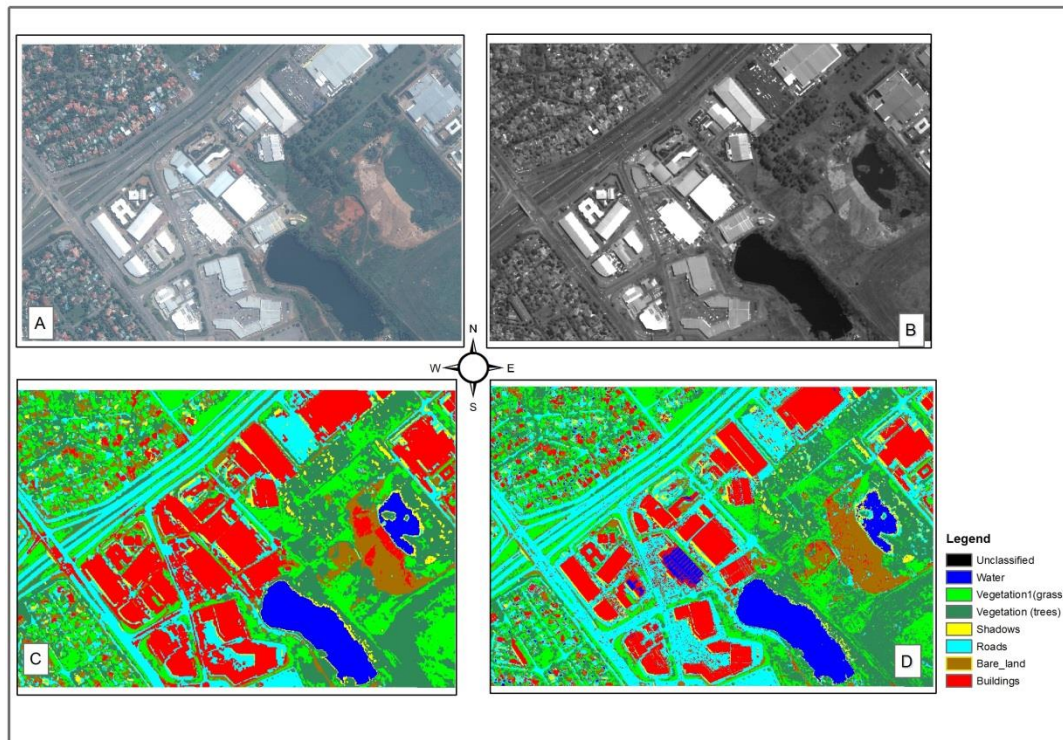 A
B
N
W
E
S
C
D
Legend
Unclassified
Water
Vegetation1(grass
Vegetation (trees)
Shadows
Roads
Bare_land
Buildings